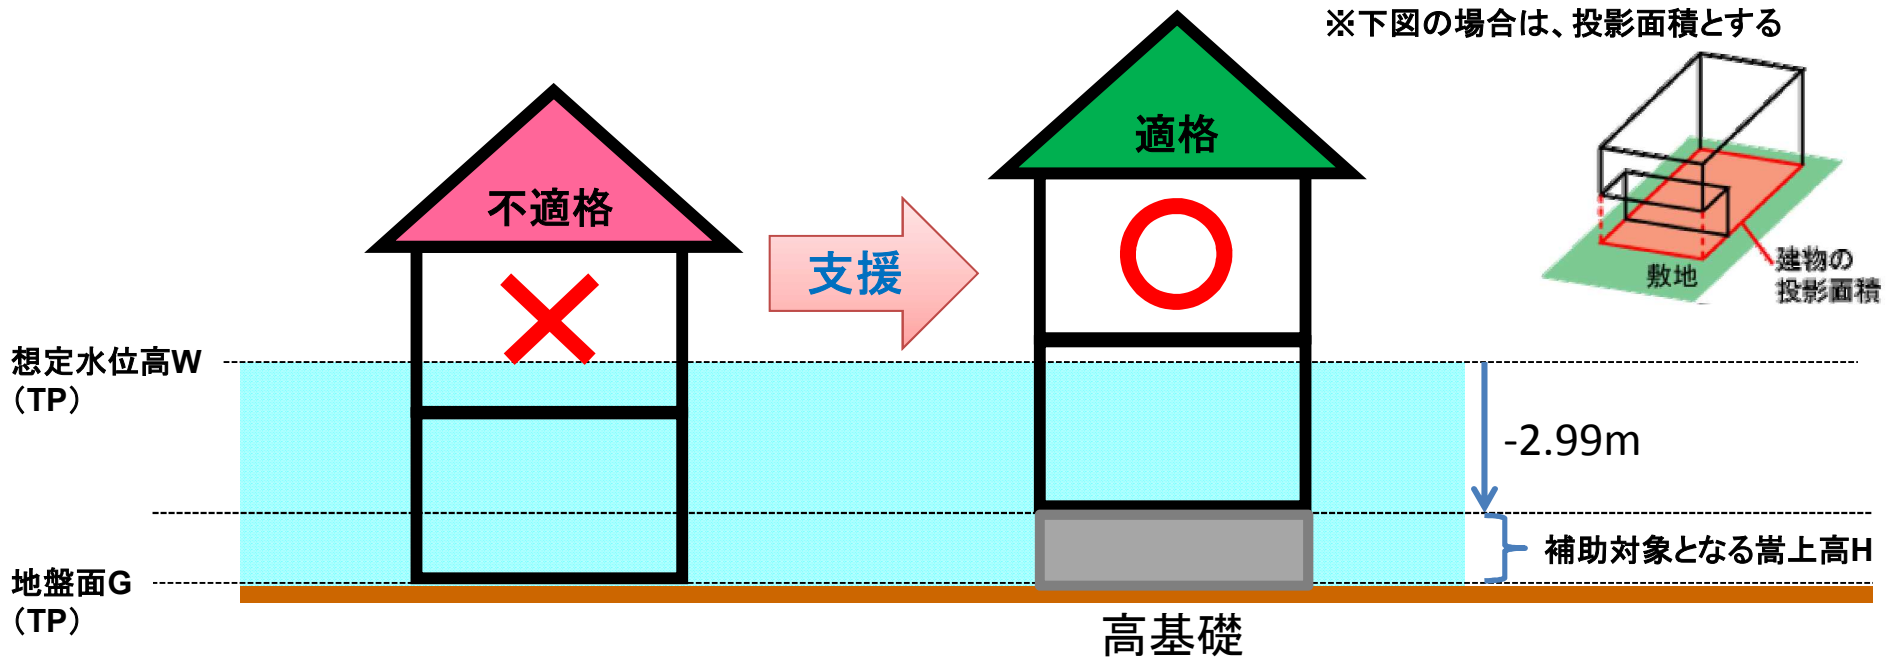 ※下図の場合は、投影面積とする
適格
不適格
支援
敷地
建物の
投影面積
想定水位高W
（TP）
-2.99m
補助対象となる嵩上高H
地盤面G
（TP）
高基礎